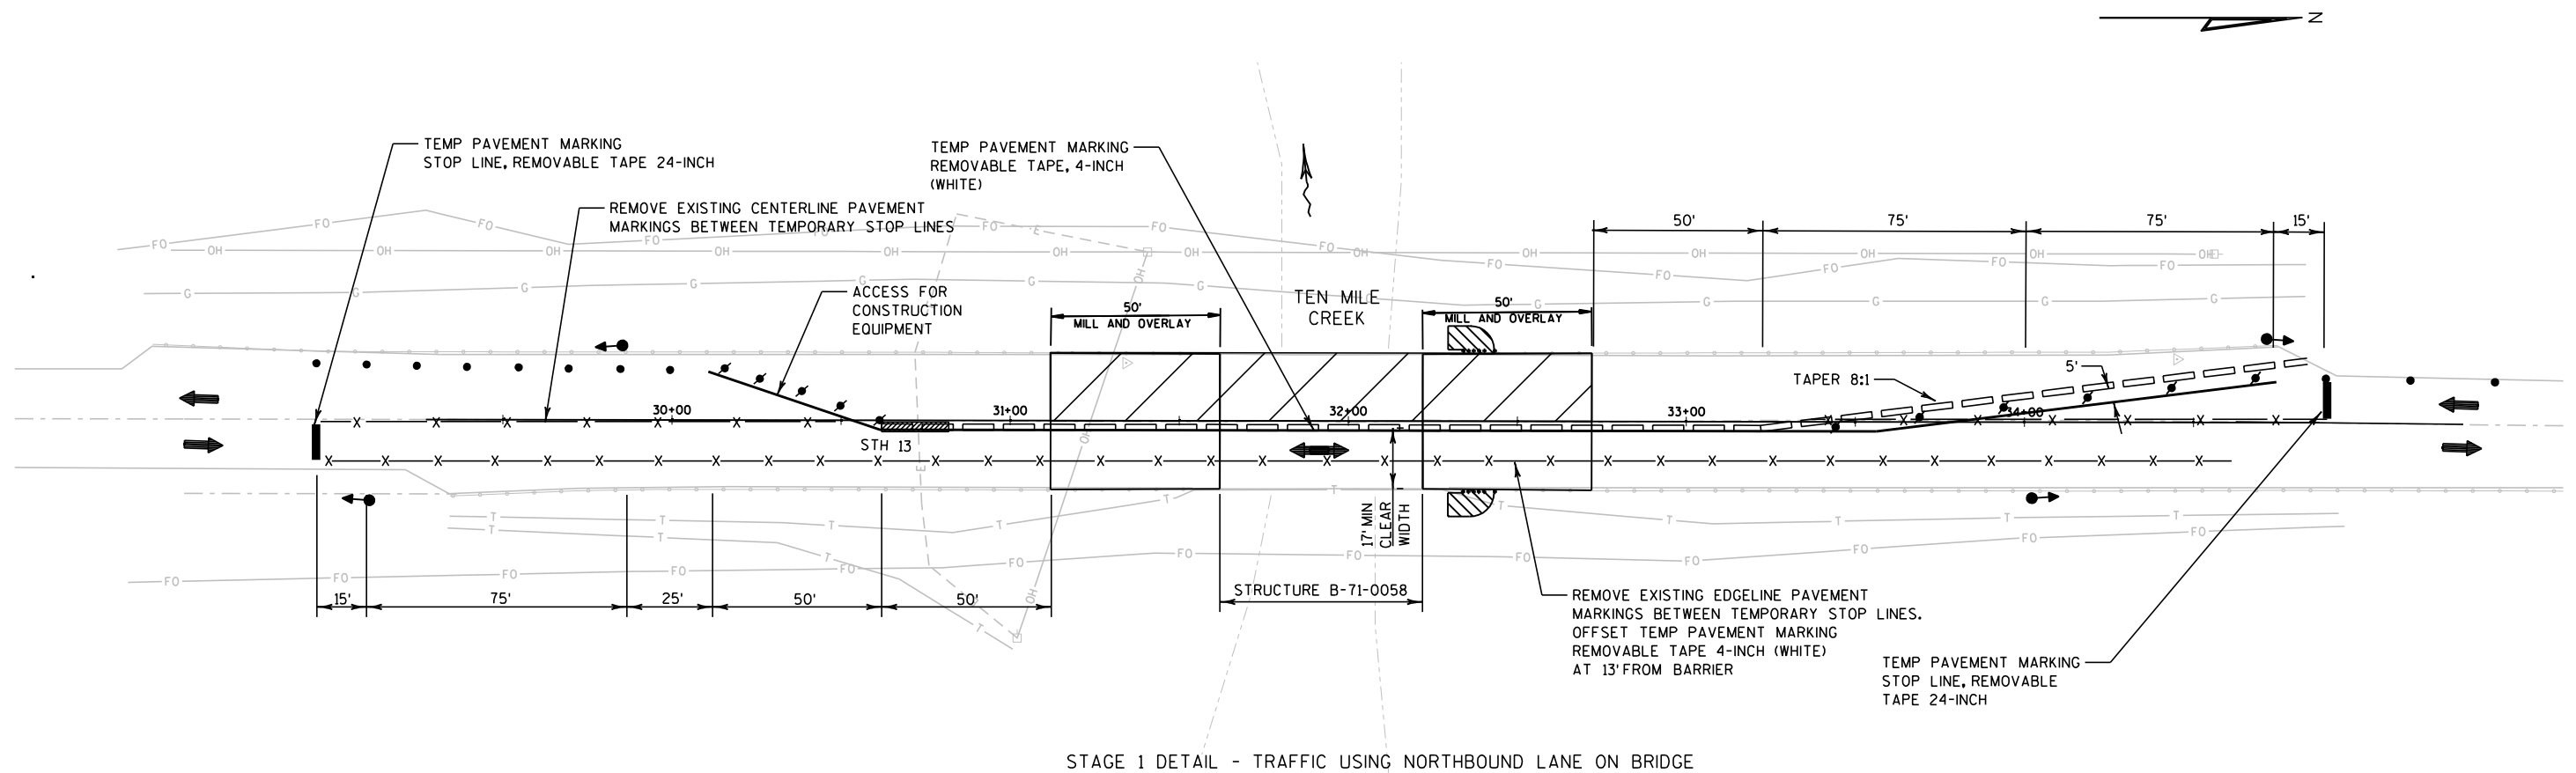 N
TEMP PAVEMENT MARKING
STOP LINE, REMOVABLE TAPE 24-INCH
REMOVE EXISTING CENTERLINE PAVEMENT
MARKINGS BETWEEN TEMPORARY STOP LINES
TEMP PAVEMENT MARKING
REMOVABLE TAPE, 4-INCH
(WHITE)
ACCESS FOR
CONSTRUCTION
EQUIPMENT
TEN MILE
CREEK
50'
MILL AND OVERLAY
50'
MILL AND OVERLAY
50'
75'
75'
15'
TAPER 8:1
5'
30+00
31+00
32+00
33+00
34+00
STH 13
17' MIN
CLEAR
WIDTH
15'
75'
25'
50'
50'
STRUCTURE B-71-0058
REMOVE EXISTING EDGELINE PAVEMENT
MARKINGS BETWEEN TEMPORARY STOP LINES.
OFFSET TEMP PAVEMENT MARKING
REMOVABLE TAPE 4-INCH (WHITE)
AT 13' FROM BARRIER
TEMP PAVEMENT MARKING
STOP LINE, REMOVABLE
TAPE 24-INCH
STAGE 1 DETAIL - TRAFFIC USING NORTHBOUND LANE ON BRIDGE